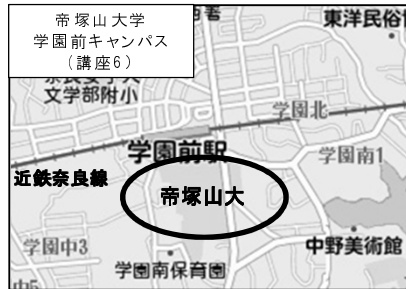 帝塚山大学
学園前キャンパス
（講座6）
東洋民俗
文学部附小
学園北
学園前駅
学園南1
近鉄奈良線
帝塚山大
学園中3
中野美術館
学園南保育園
中5